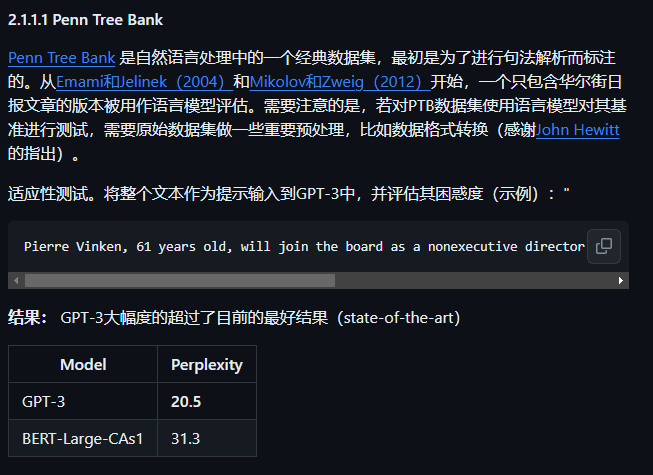 2.1.1.1 Penn Tree Bank
Penn Tree Bank 是自然语言处理中的一个经典数据集，最初是为了进行句法解析而标注
的。从Emami和Jelinek（2004）和Mikolov和Zweig（2012）开始，一个只包含华尔街日
报文章的版本被用作语言模型评估。需要注意的是，若对PTB数据集使用语言模型对其基
准进行测试，需要原始数据集做一些重要预处理，比如数据格式转换（感谢John Hewitt
的指出）。
适应性测试。将整个文本作为提示输入到GPT-3中，并评估其困惑度（示例）："
Pierre Vinken, 61 years old, will join the board as a nonexecutive director
结果： GPT-3大幅度的超过了目前的最好结果（state-of-the-art）
Model Perplexity
GPT-3 20.5
BERT-Large-CAs1 31.3